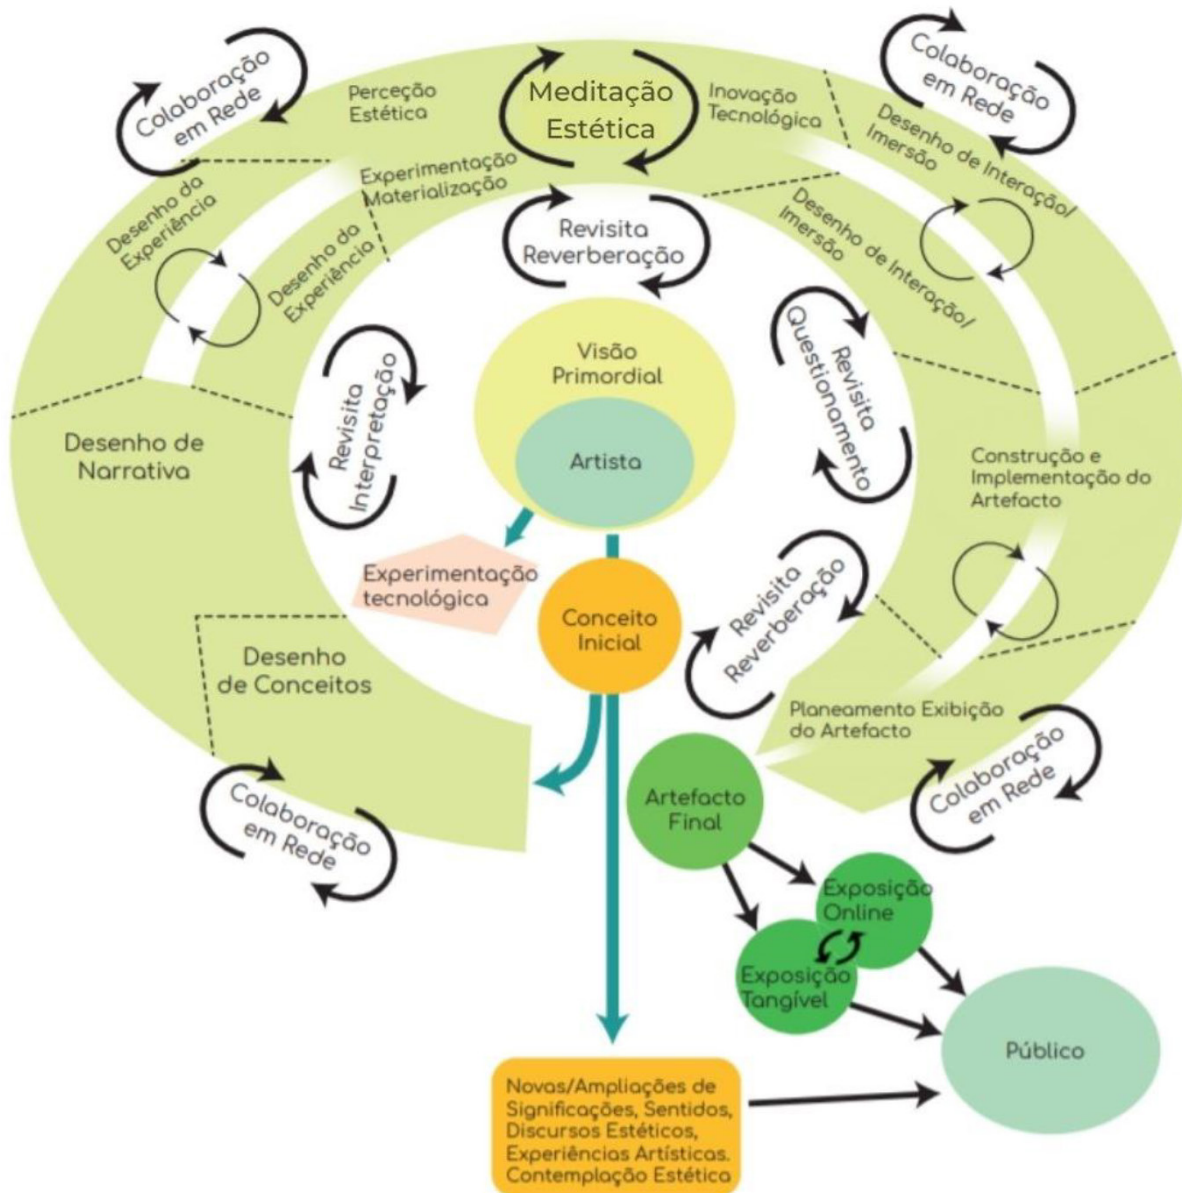 Colaboração
em Rede
Perceção
Estética
Meditação
Estética
Inovação
Tecnológica
Colaboração
em Rede
Desenho de Interação/
Imersão
Desenho da
Experiência
Experimentação
Materialização
Desenho da
Experiência
Revisita
Reverberação
Desenho de Interação/
Imersão
Visão
Primordial
Artista
Revisita
Interpretação
Revisita
Questionamento
Desenho de
Narrativa
Construção e
Implementação do
Artefacto
Experimentação
tecnológica
Conceito
Inicial
Revisita
Reverberação
Desenho
de Conceitos
Planeamento Exibição
do Artefacto
Colaboração
em Rede
Colaboração
em Rede
Artefacto
Final
Exposição
Online
Exposição
Tangível
Público
Novas/Ampliações de
Significações, Sentidos,
Discursos Estéticos,
Experiências Artísticas.
Contemplação Estética